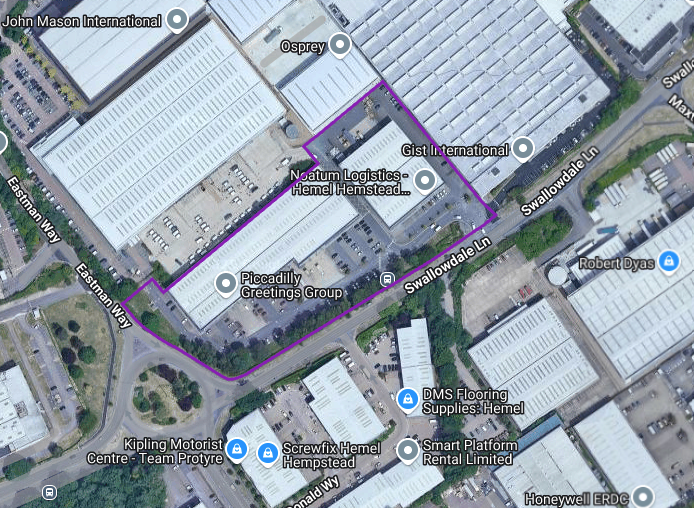 John Mason International
Osprey
Swallo
Maxt
Gist International
Noatum Logistics -
Hemel Hemstead...
Swallowdale Ln
Eastman Way
Swallowdale Ln
Robert Dyas
Eastman Way
Piccadilly
Greetings Group
DMS Flooring
Supplies: Hemel
Kipling Motorist
Centre - Team Protyre
Screwfix Hemel
Hempstead
Smart Platform
Rental Limited
onald Wy
Honeywell ERDC